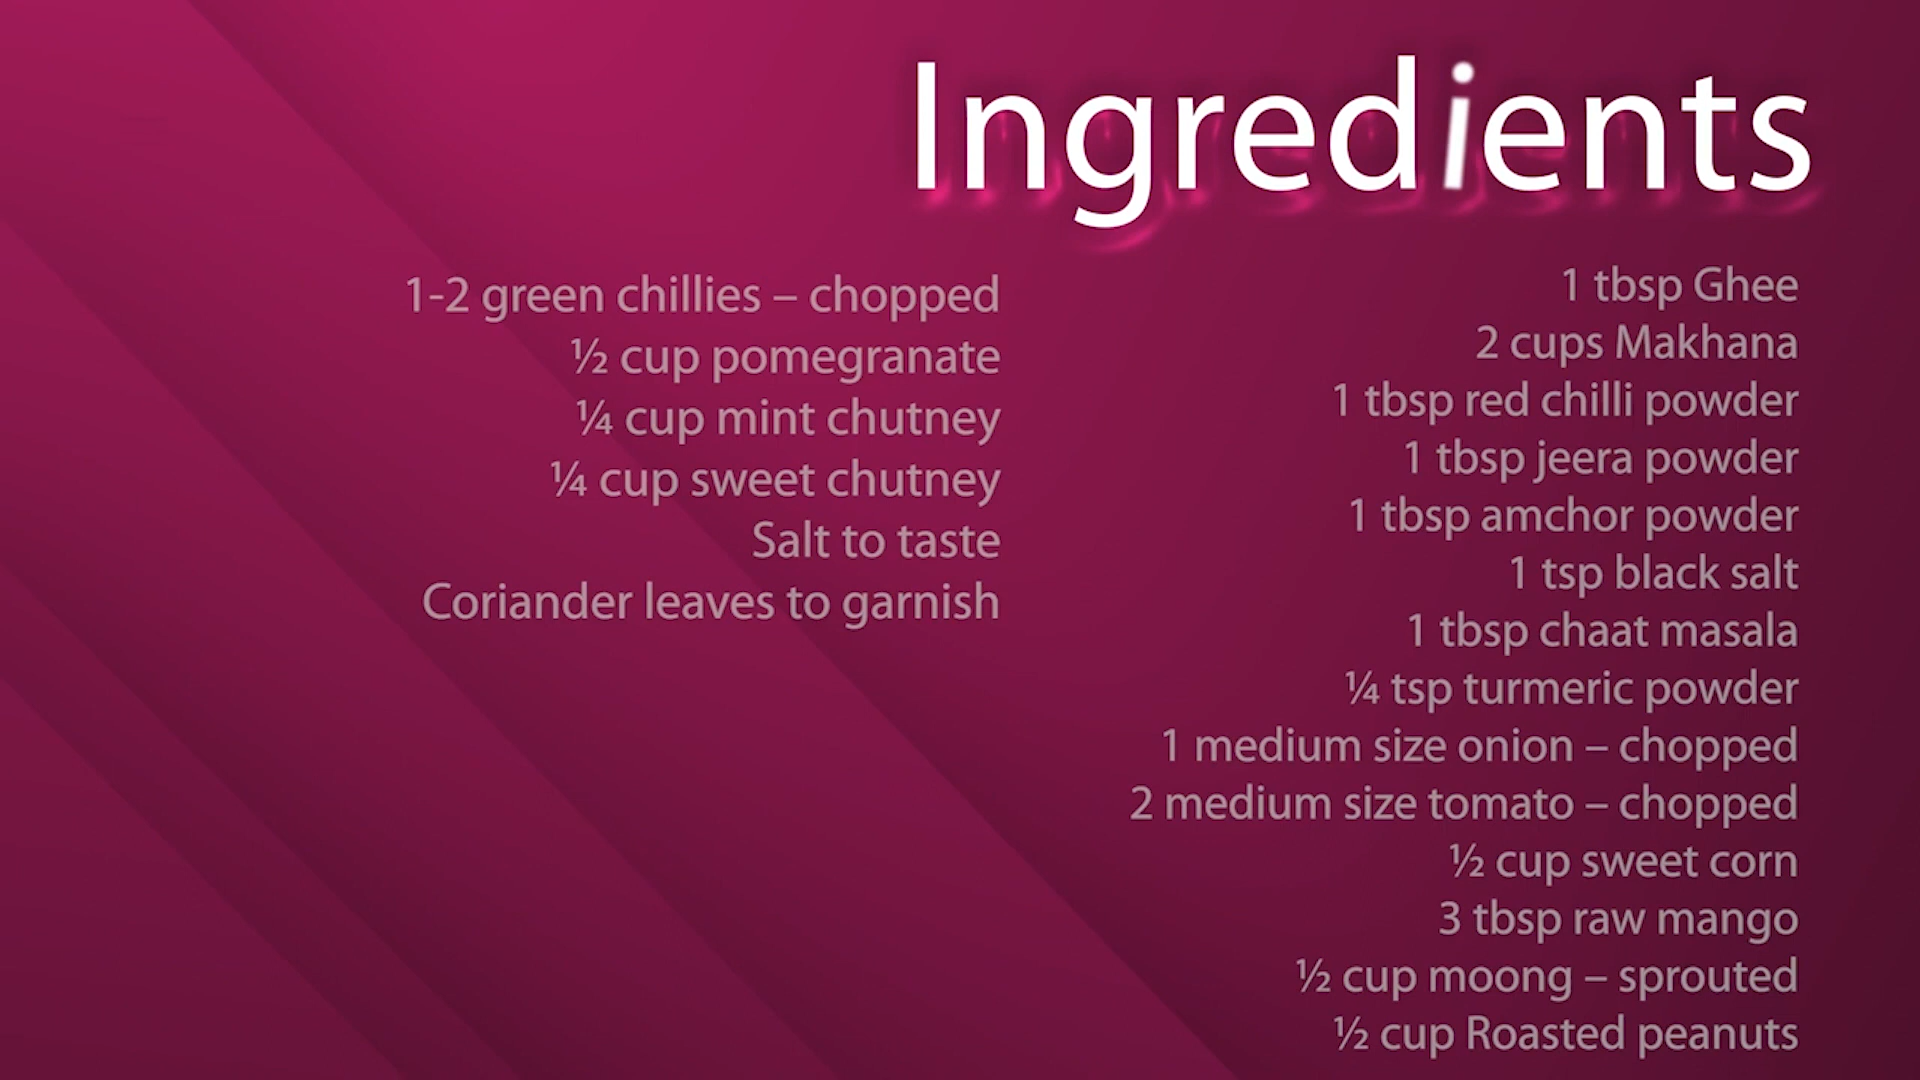 Ingredients
1-2 green chillies – chopped
½ cup pomegranate
¼ cup mint chutney
¼ cup sweet chutney
Salt to taste
Coriander leaves to garnish
1 tbsp Ghee
2 cups Makhana
1 tbsp red chilli powder
1 tbsp jeera powder
1 tbsp amchor powder
1 tsp black salt
1 tbsp chaat masala
¼ tsp turmeric powder
1 medium size onion – chopped
2 medium size tomato – chopped
½ cup sweet corn
3 tbsp raw mango
½ cup moong – sprouted
½ cup Roasted peanuts